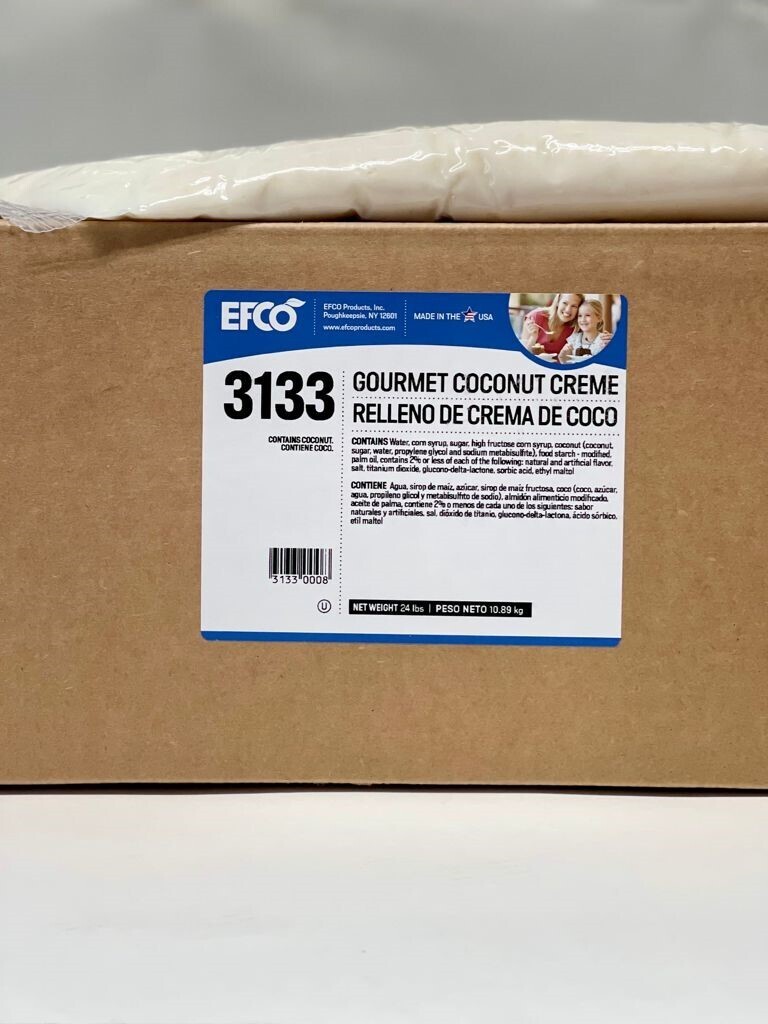 EFCO
EFCO Products, Inc.
Poughkeepsie, NY 12601
www.efcoproducts.com
MADE IN THE USA
3133
CONTAINS COCONUT.
CONTIENE COCO.
GOURMET COCONUT CREME
RELLENO DE CREMA DE COCO
CONTAINS Water, corn syrup, sugar, high fructose corn syrup, coconut (coconut,
sugar, water, propylene glycol and sodium metabisulfite), food starch - modified,
palm oil, contains 2% or less of each of the following: natural and artificial flavor,
salt, titanium dioxide, glucono-delta-lactone, sorbic acid, ethyl maltol
CONTIENE Agua, sirop de maíz, azúcar, sirop de maíz fructosa, coco (coco, azúcar,
agua, propileno glicol y metabisulfito de sodio), almidón alimenticio modificado,
aceite de palma, contiene 2% o menos de cada uno de los siguientes: sabor
naturales y artificiales, sal, dióxido de titanio, glucono-delta-lactona, ácido sórbico,
etil maltol
3133 0008
U
NET WEIGHT 24 lbs | PESO NETO 10.89 kg